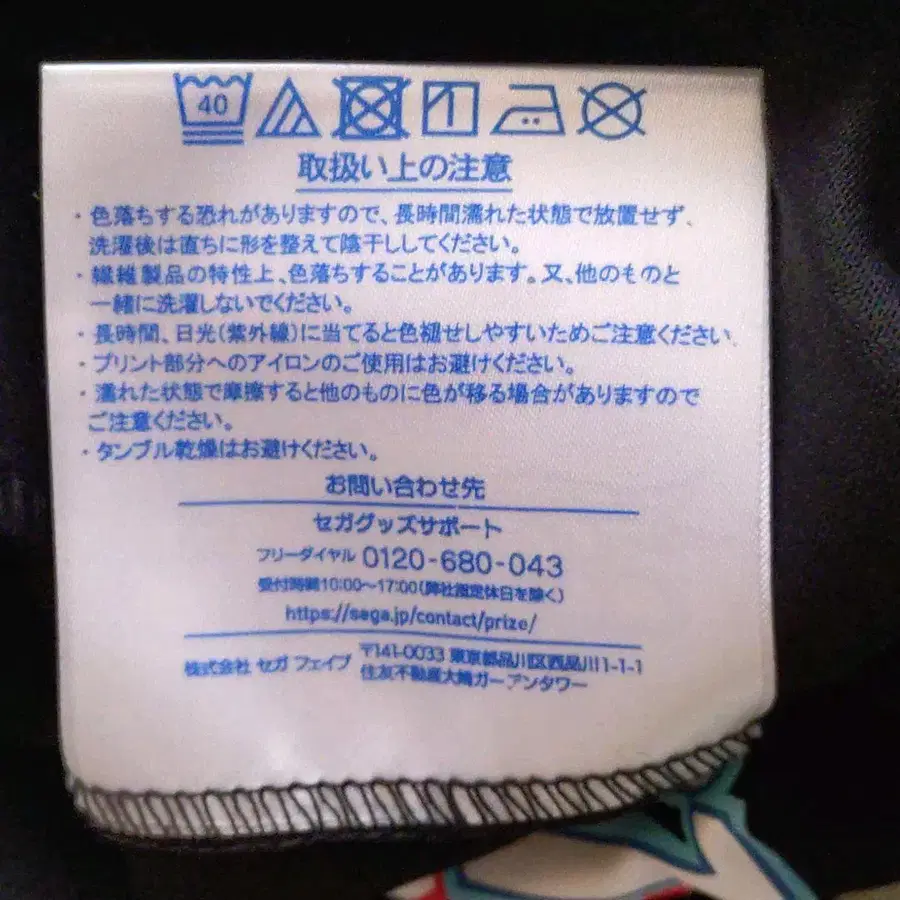 40
取扱い上の注意
・色落ちする恐れがありますので、長時間濡れた状態で放置せず、
洗濯後は直ちに形を整えて陰干ししてください。
・繊維製品の特性上、色落ちすることがあります。又、他のものと
一緒に洗濯しないでください。
・長時間、日光(紫外線)に当てると色褪せしやすいためご注意ください
・プリント部分へのアイロンのご使用はお避けください。
・濡れた状態で摩擦すると他のものに色が移る場合がありますので
ご注意ください。
・タンブル乾燥はお避けください。
お問い合わせ先
セガグッズサポート
フリーダイヤル 0120-680-043
受付時間10:00〜17:00(弊社指定休日を除く)
https://sega.jp/contact/prize/
株式会社 セガ フェイブ 〒141-0033 東京都品川区西品川1-1-1
住友不動産大崎ガーデンタワー